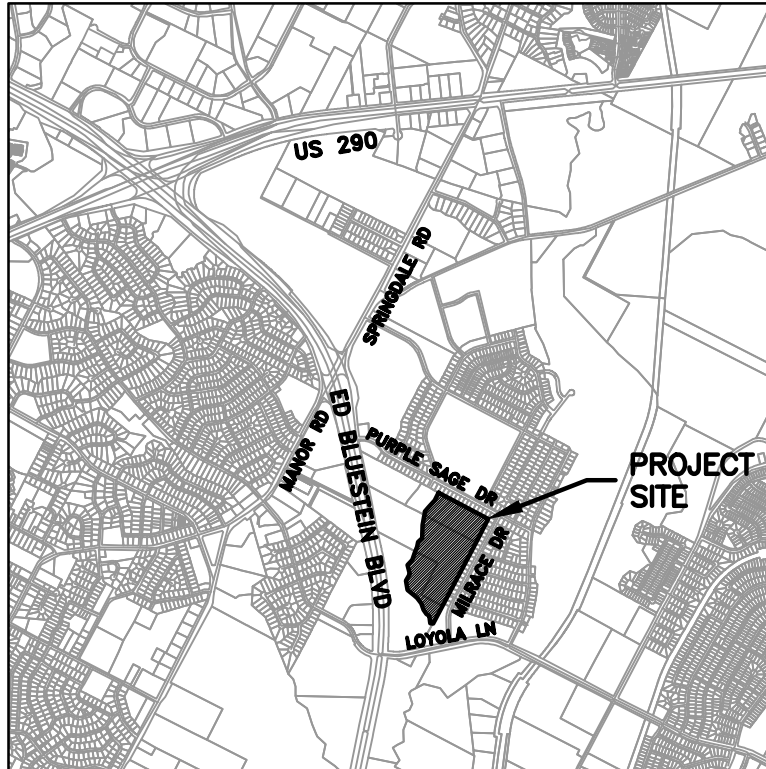 US 290
SPRINGDALE RD
MANOR RD
ED BLUESTEIN BLVD
PURPLE SAGE DR
PROJECT
SITE
MILRACE DR
LOYOLA LN